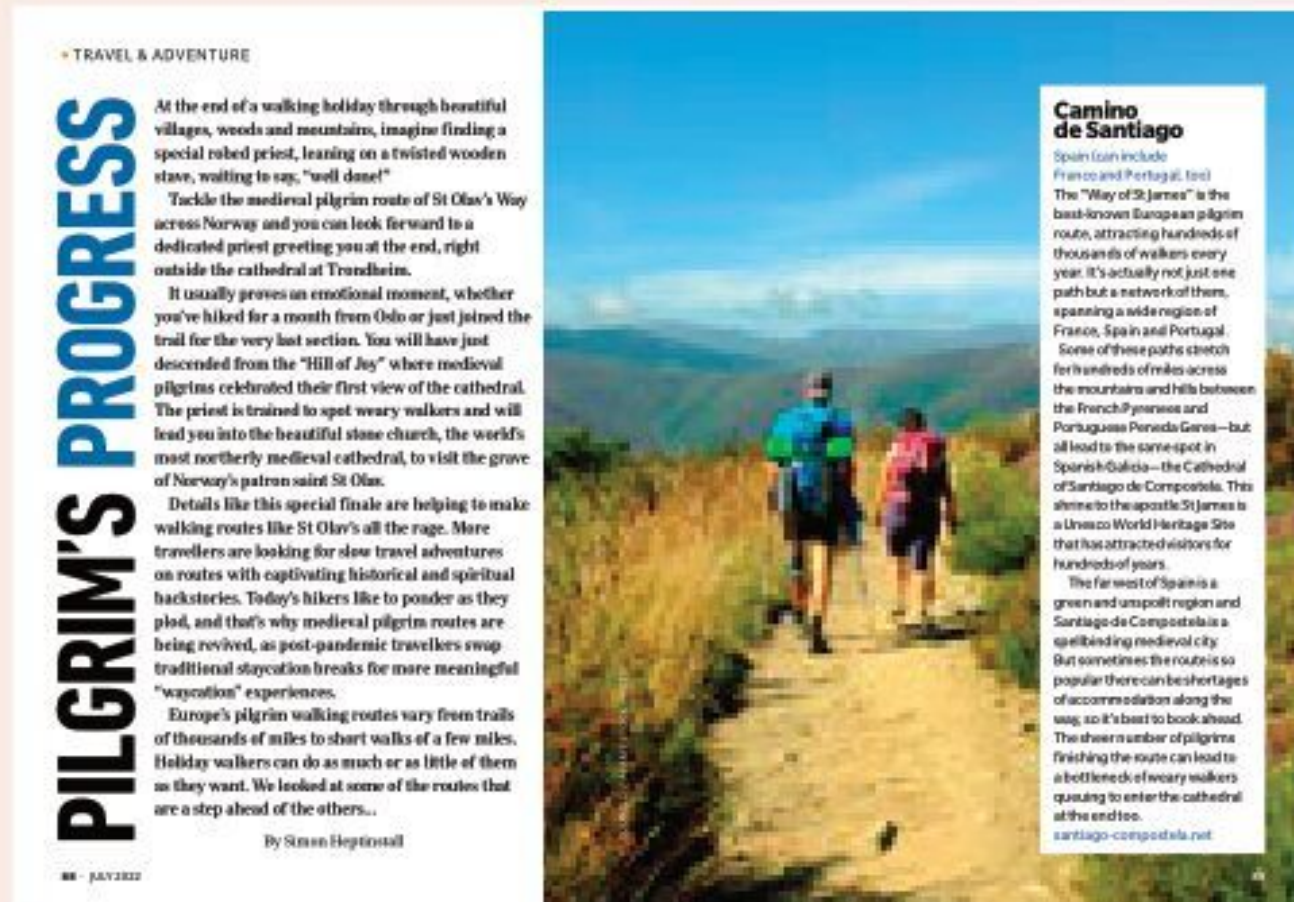 • TRAVEL & ADVENTURE
PILGRIM'S PROGRESS
At the end of a walking holiday through beautiful
villages, woods and mountains, imagine finding a
special robed priest, leaning on a twisted wooden
stave, waiting to say, "well done!"
Tackle the medieval pilgrim route of St Olav's Way
across Norway and you can look forward to a
dedicated priest greeting you at the end, right
outside the cathedral at Trondheim.
It usually proves an emotional moment, whether
you've hiked for a month from Oslo or just joined the
trail for the very last section. You will have just
descended from the "Hill of Joy" where medieval
pilgrims celebrated their first view of the cathedral.
The priest is trained to spot weary walkers and will
lead you into the beautiful stone church, the world's
most northerly medieval cathedral, to visit the grave
of Norway's patron saint St Olav.
Details like this special finale are helping to make
walking routes like St Olav's all the rage. More
travellers are looking for slow travel adventures
on routes with captivating historical and spiritual
backstories. Today's hikers like to ponder as they
plod, and that's why medieval pilgrim routes are
being revived, as post-pandemic travellers swap
traditional staycation breaks for more meaningful
"waycation" experiences.
Europe's pilgrim walking routes vary from trails
of thousands of miles to short walks of a few miles.
Holiday walkers can do as much or as little of them
as they want. We looked at some of the routes that
are a step ahead of the others...
By Simon Heptinstall
JULY 2022
Camino
de Santiago
Spain (can include
France and Portugal, too)
The "Way of St James" is the
best-known European pilgrim
route, attracting hundreds of
thousands of walkers every
year. It's actually not just one
path but a network of them,
spanning a wide region of
France, Spain and Portugal.
Some of these paths stretch
for hundreds of miles across
the mountains and hills between
the French Pyrenees and
Portuguese Peneda Geres—but
all lead to the same spot in
Spanish Galicia—the Cathedral
of Santiago de Compostela. This
shrine to the apostle St James is
a Unesco World Heritage Site
that has attracted visitors for
hundreds of years.
The far west of Spain is a
green and unspoilt region and
Santiago de Compostela is a
spellbinding medieval city.
But sometimes the route is so
popular there can be shortages
of accommodation along the
way, so it's best to book ahead.
The sheer number of pilgrims
finishing the route can lead to
a bottleneck of weary walkers
queuing to enter the cathedral
at the end too.
santiago-compostela.net